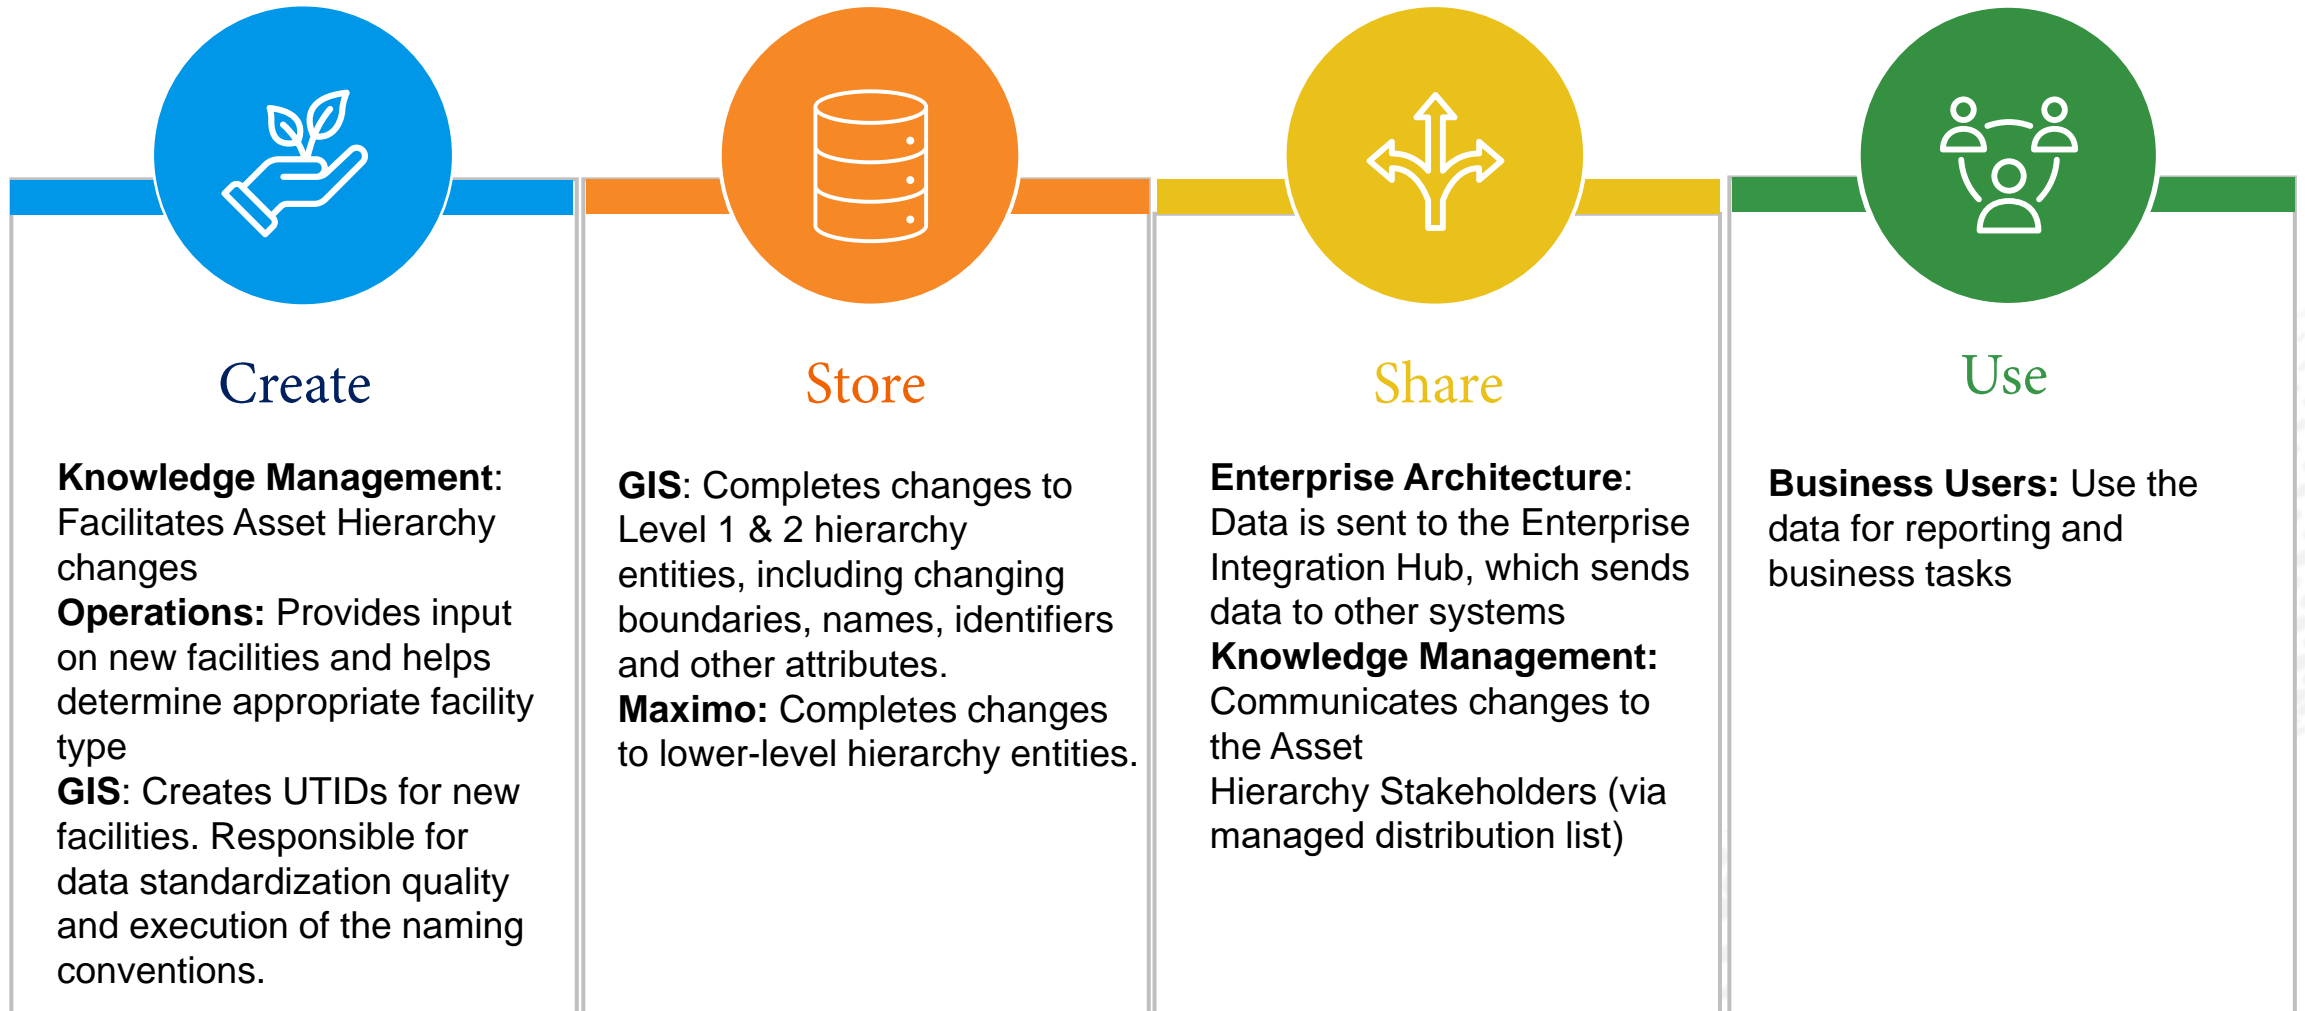 Create
Knowledge Management:
Facilitates Asset Hierarchy
changes
Operations: Provides input
on new facilities and helps
determine appropriate facility
type
GIS: Creates UTIDs for new
facilities. Responsible for
data standardization quality
and execution of the naming
conventions.
Store
GIS: Completes changes to
Level 1 & 2 hierarchy
entities, including changing
boundaries, names, identifiers
and other attributes.
Maximo: Completes changes
to lower-level hierarchy entities.
Share
Enterprise Architecture:
Data is sent to the Enterprise
Integration Hub, which sends
data to other systems
Knowledge Management:
Communicates changes to
the Asset
Hierarchy Stakeholders (via
managed distribution list)
Use
Business Users: Use the
data for reporting and
business tasks